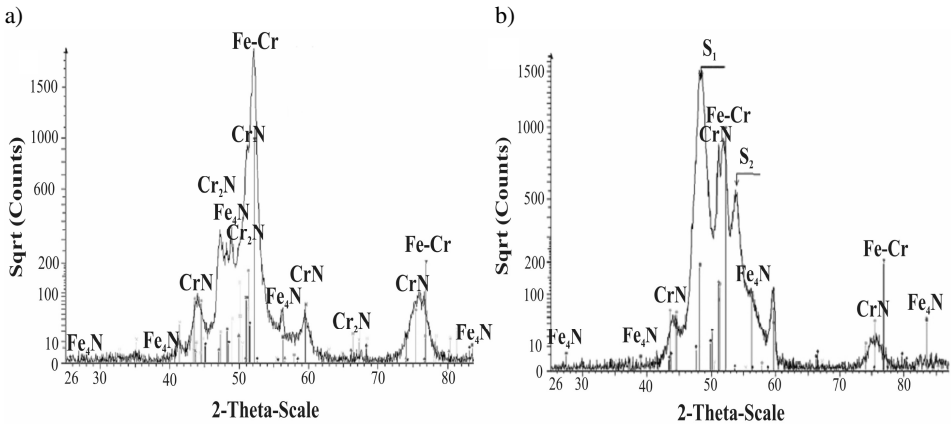 a)
Fe-Cr
1500
1000
CrN
600
Cr₂N
Fe₄N
Cr₂N
Fe-Cr
200
CrN
CrN
CrN
100
Fe₄N
Cr₂N
Fe₄N
Fe₄N
Fe₄N
10
0
26 40 50 60 70 80
Sqrt (Counts)
2-Theta-Scale
b)
S₁
1500
Fe-Cr
1000
CrN
S₂
500
Fe-Cr
200
Fe₄N
CrN
CrN
Fe₄N
100
Fe₄N
Fe₄N
10
0
26 40 50 60 70 80
Sqrt (Counts)
2-Theta-Scale